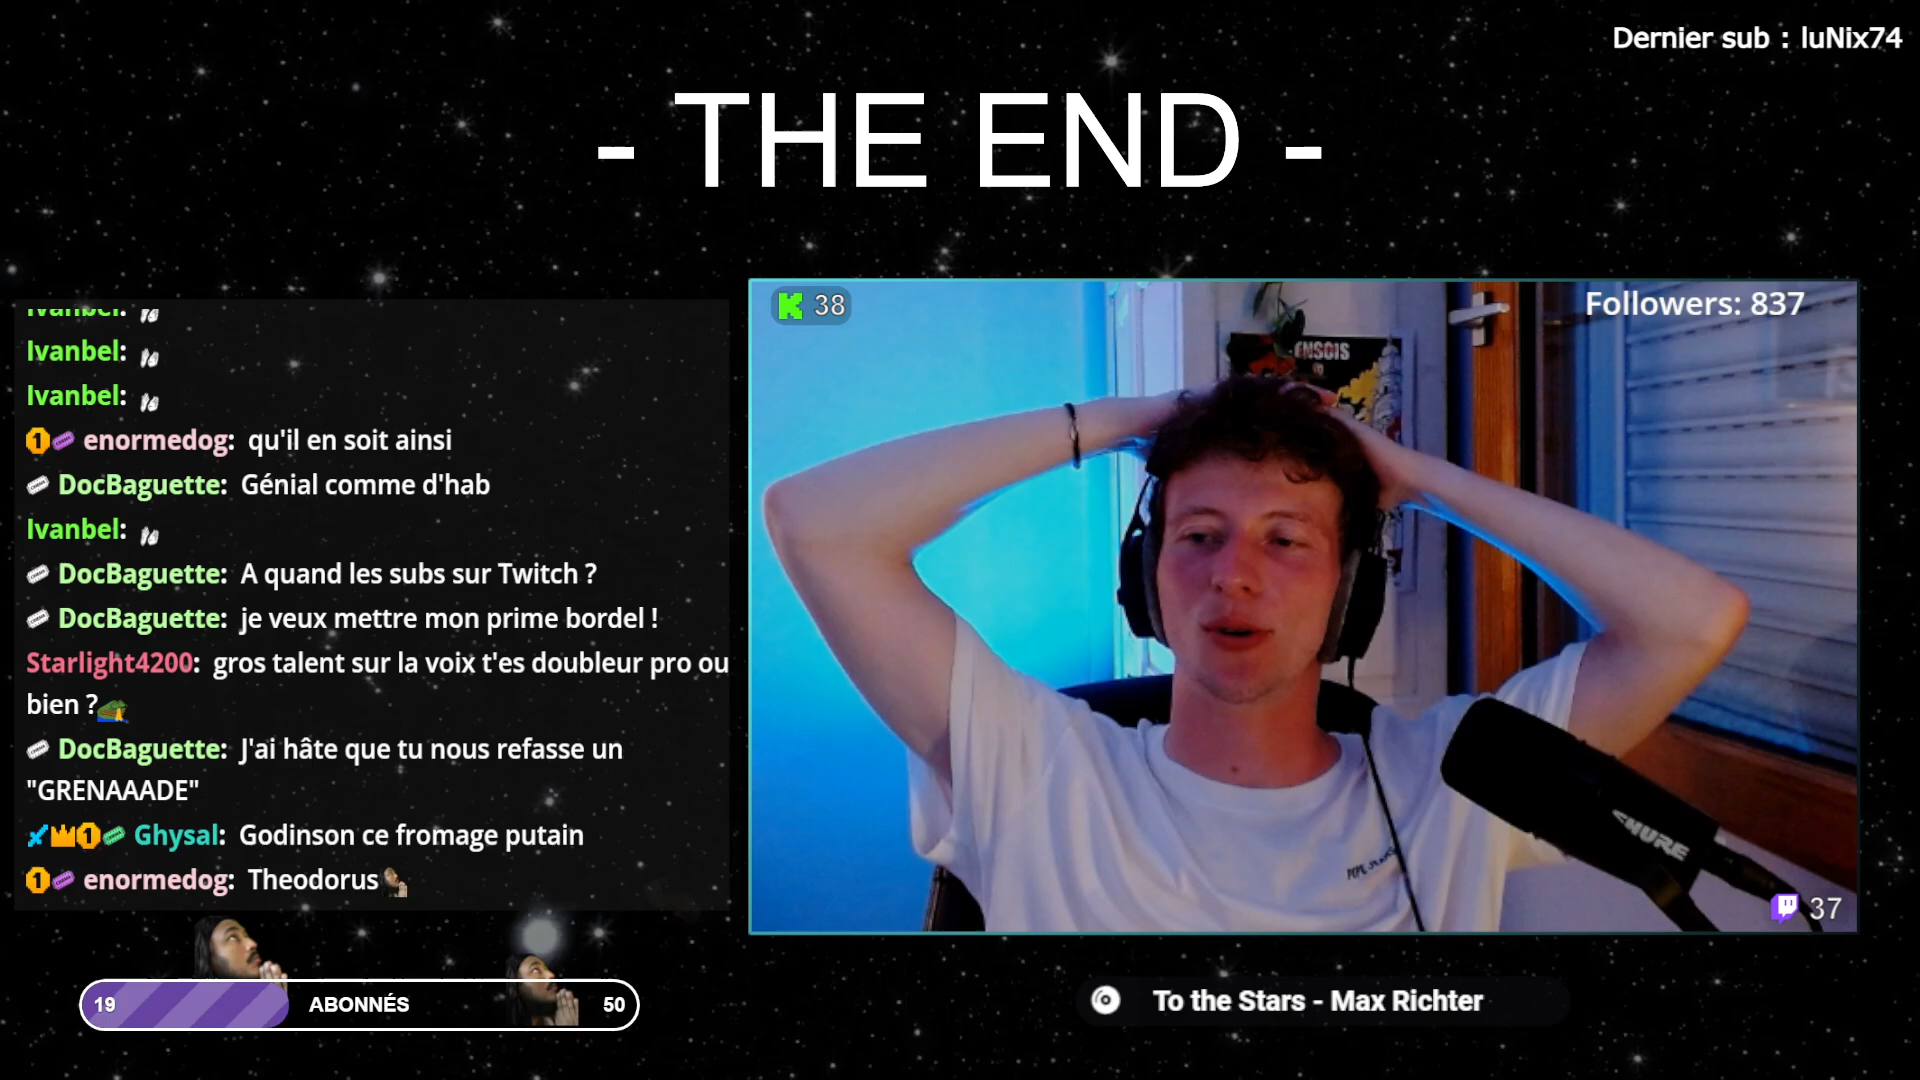 Dernier sub : luNix74
- THE END -
Ivanbel:
Ivanbel:
Ivanbel:
enormedog: qu'il en soit ainsi
DocBaguette: Génial comme d'hab
Ivanbel:
DocBaguette: A quand les subs sur Twitch ?
DocBaguette: je veux mettre mon prime bordel !
Starlight4200: gros talent sur la voix t'es doubleur pro ou
bien ?
DocBaguette: J'ai hâte que tu nous refasse un
"GRENAAADE"
Ghysal: Godinson ce fromage putain
enormedog: Theodorus
38
Followers: 837
SHURE
37
19 ABONNÉS 50
To the Stars - Max Richter